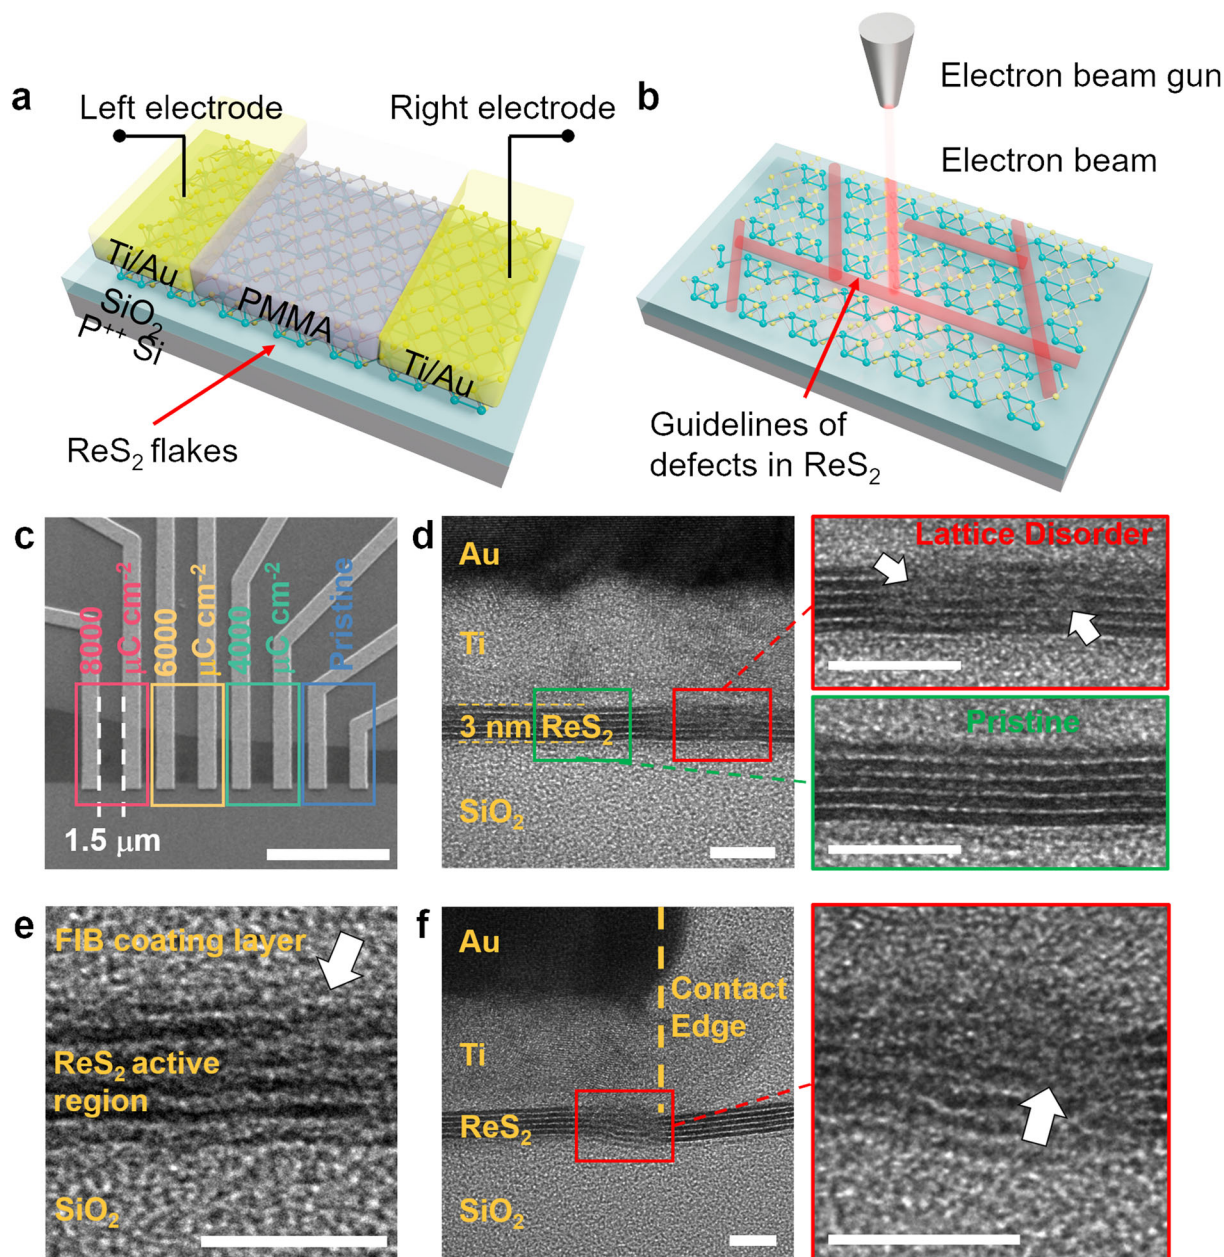 a
Left electrode
Right electrode
Ti/Au
SiO₂
P⁺⁺ Si
PMMA
Ti/Au
ReS₂ flakes
b
Electron beam gun
Electron beam
Guidelines of
defects in ReS₂
c
8000
μC cm⁻²
6000
μC cm⁻²
4000
μC cm⁻²
Pristine
1.5 μm
d
Au
Ti
3 nm ReS₂
SiO₂
Lattice Disorder
Pristine
e
FIB coating layer
ReS₂ active
region
SiO₂
f
Au
Contact
Edge
Ti
ReS₂
SiO₂